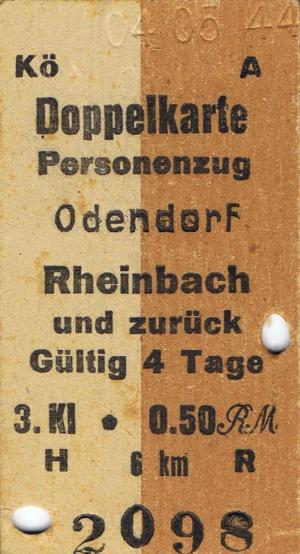 04 05 44
Kö A
Doppelkarte
Personenzug
Odendorf
Rheinbach
und zurück
Gültig 4 Tage
3. Kl • 0.50 RM
H 6 km R
2098